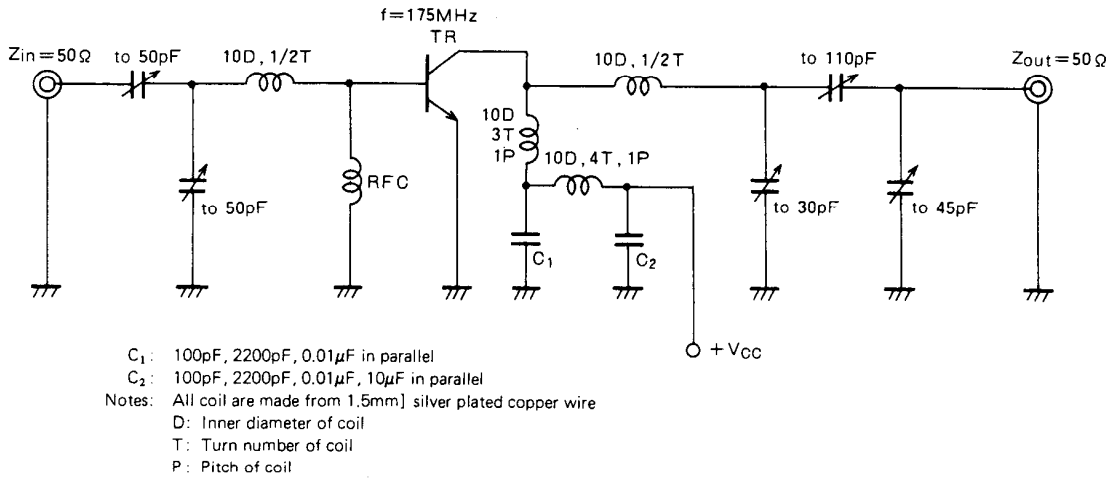 f=175MHz
TR
Zin=50Ω
to 50pF
10D, 1/2T
10D, 1/2T
to 110pF
Zout=50Ω
10D
3T
1P
10D, 4T, 1P
RFC
to 50pF
to 30pF
to 45pF
C1
C2
+VCC
C1: 100pF, 2200pF, 0.01μF in parallel
C2: 100pF, 2200pF, 0.01μF, 10μF in parallel
Notes: All coil are made from 1.5mm] silver plated copper wire
D: Inner diameter of coil
T: Turn number of coil
P: Pitch of coil